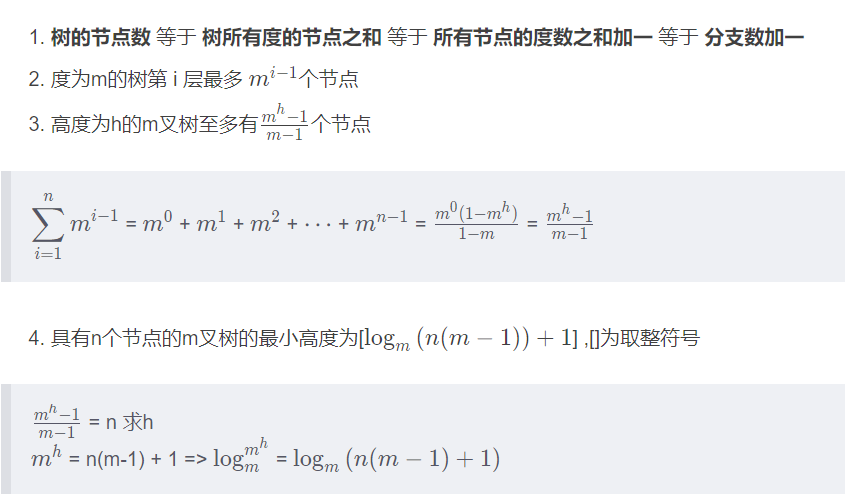 1. 树的节点数 等于 树所有度的节点之和 等于 所有节点的度数之和加一 等于 分支数加一
2. 度为m的树第 i 层最多 $m^{i-1}$个节点
3. 高度为h的m叉树至多有$\frac{m^h-1}{m-1}$个节点
$\sum_{i=1}^{n} m^{i-1}$ = $m^0$ + $m^1$ + $m^2$ + $\cdots$ + $m^{n-1}$ = $\frac{m^0(1-m^h)}{1-m}$ = $\frac{m^h-1}{m-1}$
4. 具有n个节点的m叉树的最小高度为[$\log_m(n(m-1))+1$] ,[]为取整符号
$\frac{m^h-1}{m-1}$ = n 求h
$m^h$ = n(m-1) + 1 => $\log_m^{m^h}$ = $\log_m(n(m-1)+1)$